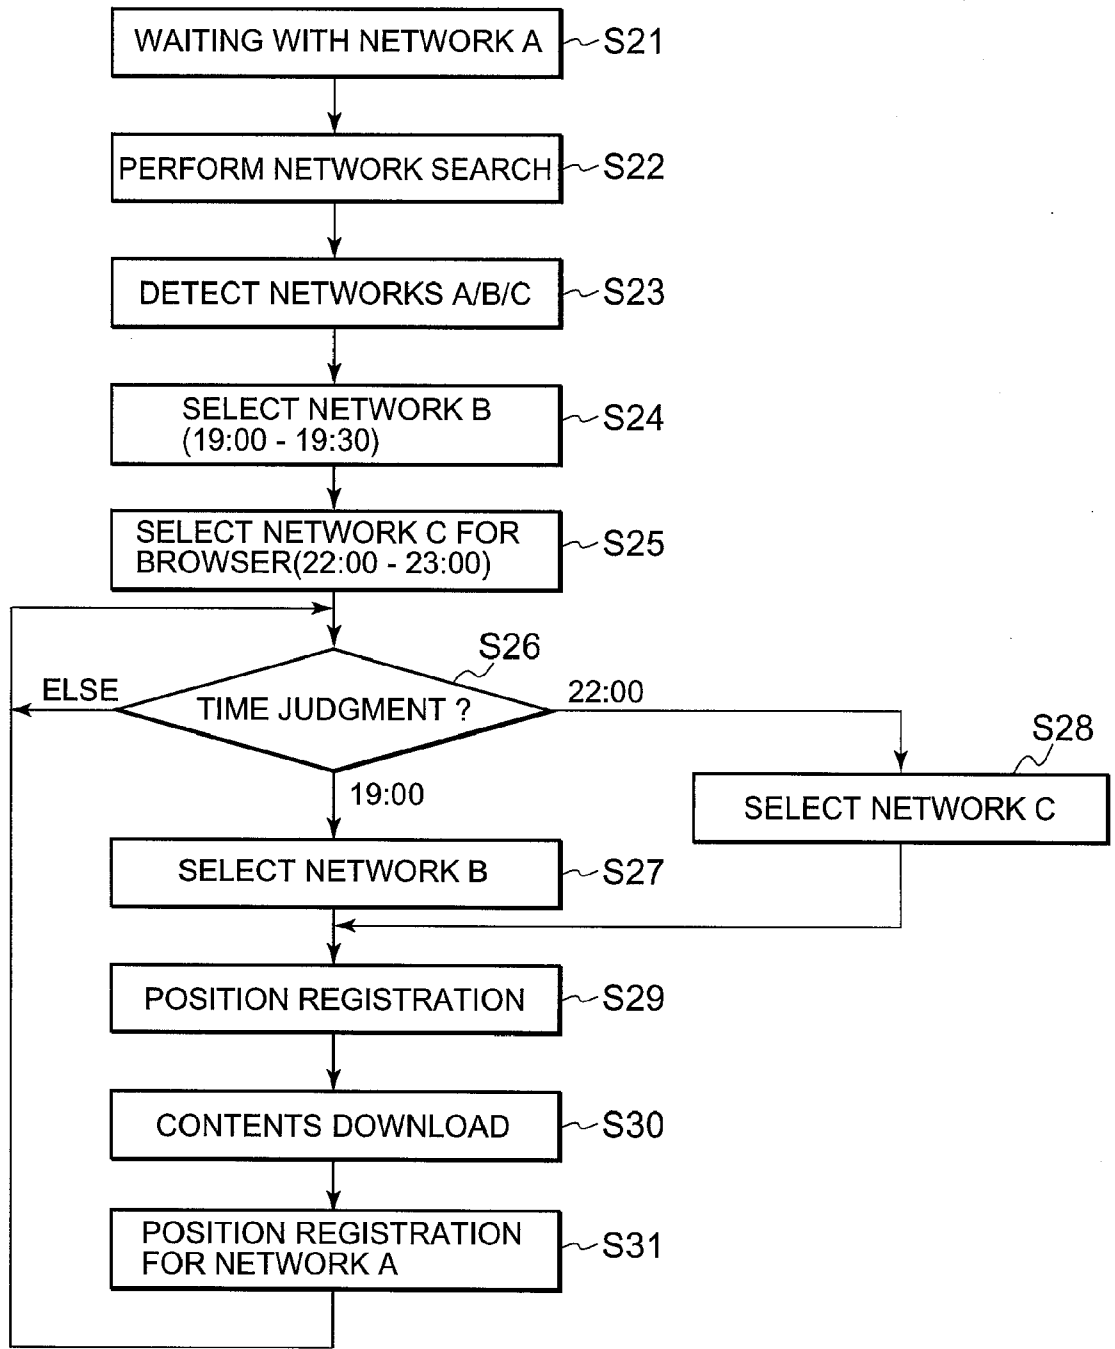 WAITING WITH NETWORK A
S21
PERFORM NETWORK SEARCH
S22
DETECT NETWORKS A/B/C
S23
SELECT NETWORK B
(19:00 - 19:30)
S24
SELECT NETWORK C FOR
BROWSER(22:00 - 23:00)
S25
S26
ELSE
TIME JUDGMENT ?
22:00
S28
19:00
SELECT NETWORK C
SELECT NETWORK B
S27
POSITION REGISTRATION
S29
CONTENTS DOWNLOAD
S30
POSITION REGISTRATION
FOR NETWORK A
S31